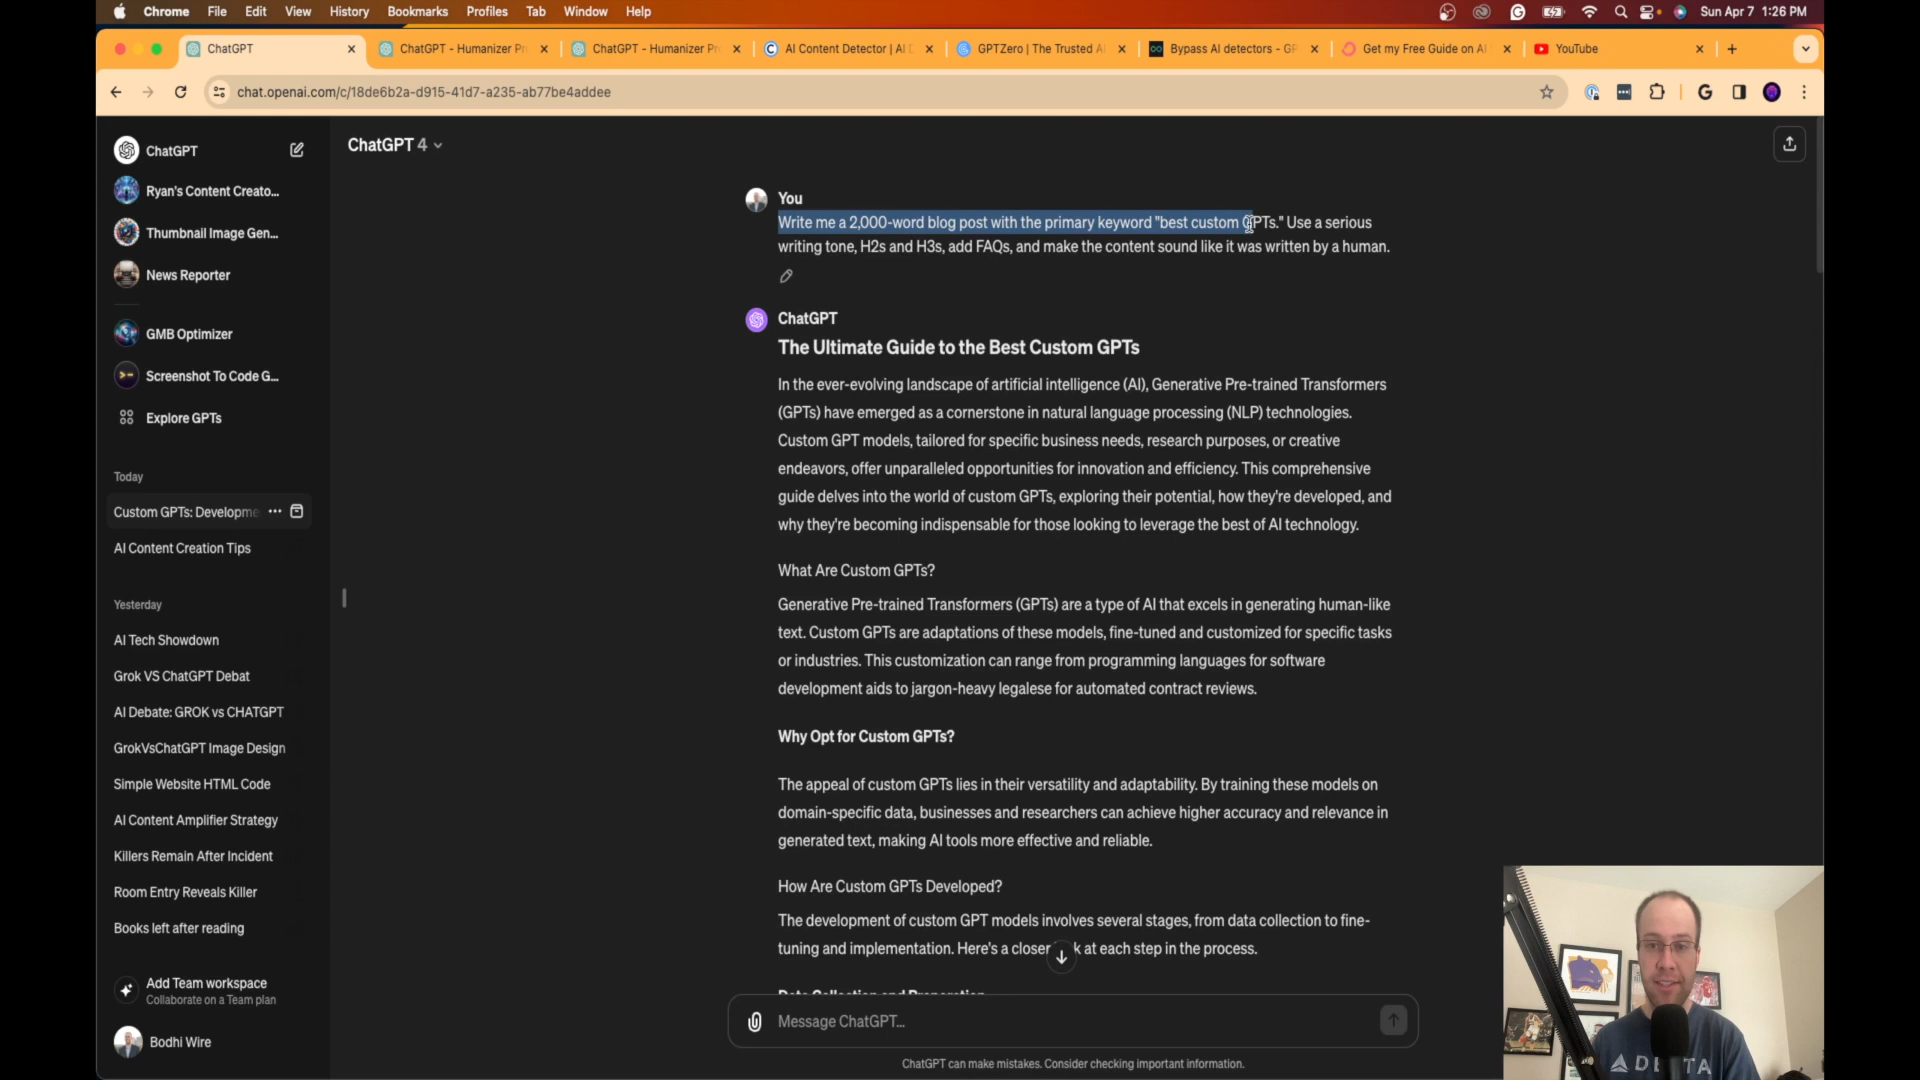 Chrome File Edit View History Bookmarks Profiles Tab Window Help
Sun Apr 7 1:26 PM
ChatGPT
ChatGPT - Humanizer Pr
ChatGPT - Humanizer Pr
AI Content Detector | AI D
GPTZero | The Trusted A
Bypass AI detectors - GP
Get my Free Guide on AI
YouTube
chat.openai.com/c/18de6b2a-d915-41d7-a235-ab77be4addee
ChatGPT
Ryan's Content Creato...
Thumbnail Image Gen...
News Reporter
GMB Optimizer
Screenshot To Code G...
Explore GPTs
Today
Custom GPTs: Developme
AI Content Creation Tips
Yesterday
AI Tech Showdown
Grok VS ChatGPT Debat
AI Debate: GROK vs CHATGPT
GrokVsChatGPT Image Design
Simple Website HTML Code
AI Content Amplifier Strategy
Killers Remain After Incident
Room Entry Reveals Killer
Books left after reading
Add Team workspace
Collaborate on a Team plan
Bodhi Wire
ChatGPT 4
You
Write me a 2,000-word blog post with the primary keyword "best custom GPTs." Use a serious
writing tone, H2s and H3s, add FAQs, and make the content sound like it was written by a human.
ChatGPT
The Ultimate Guide to the Best Custom GPTs
In the ever-evolving landscape of artificial intelligence (AI), Generative Pre-trained Transformers
(GPTs) have emerged as a cornerstone in natural language processing (NLP) technologies.
Custom GPT models, tailored for specific business needs, research purposes, or creative
endeavors, offer unparalleled opportunities for innovation and efficiency. This comprehensive
guide delves into the world of custom GPTs, exploring their potential, how they're developed, and
why they're becoming indispensable for those looking to leverage the best of AI technology.
What Are Custom GPTs?
Generative Pre-trained Transformers (GPTs) are a type of AI that excels in generating human-like
text. Custom GPTs are adaptations of these models, fine-tuned and customized for specific tasks
or industries. This customization can range from programming languages for software
development aids to jargon-heavy legalese for automated contract reviews.
Why Opt for Custom GPTs?
The appeal of custom GPTs lies in their versatility and adaptability. By training these models on
domain-specific data, businesses and researchers can achieve higher accuracy and relevance in
generated text, making AI tools more effective and reliable.
How Are Custom GPTs Developed?
The development of custom GPT models involves several stages, from data collection to fine-
tuning and implementation. Here's a closer k at each step in the process.
Data Collection and Preparation
Message ChatGPT...
ChatGPT can make mistakes. Consider checking important information.
DELTA